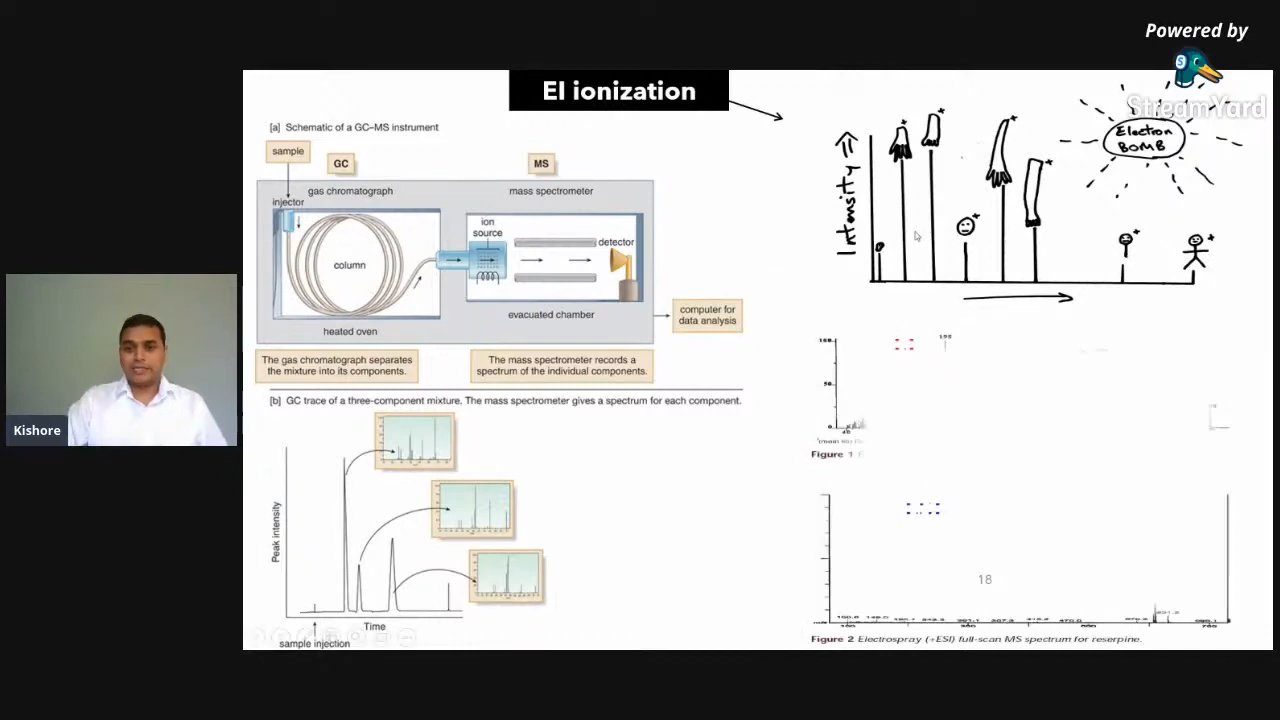 Powered by
StreamYard
EI ionization
[a] Schematic of a GC–MS instrument
sample
GC
MS
gas chromatograph
mass spectrometer
injector
ion
source
detector
column
heated oven
evacuated chamber
computer for
data analysis
The gas chromatograph separates
the mixture into its components.
The mass spectrometer records a
spectrum of the individual components.
[b] GC trace of a three-component mixture. The mass spectrometer gives a spectrum for each component.
Peak intensity
Time
sample injection
Kishore
Intensity
Electron
BOMB
50
Figure 1
18
Figure 2 Electrospray (+ESI) full-scan MS spectrum for reserpine.